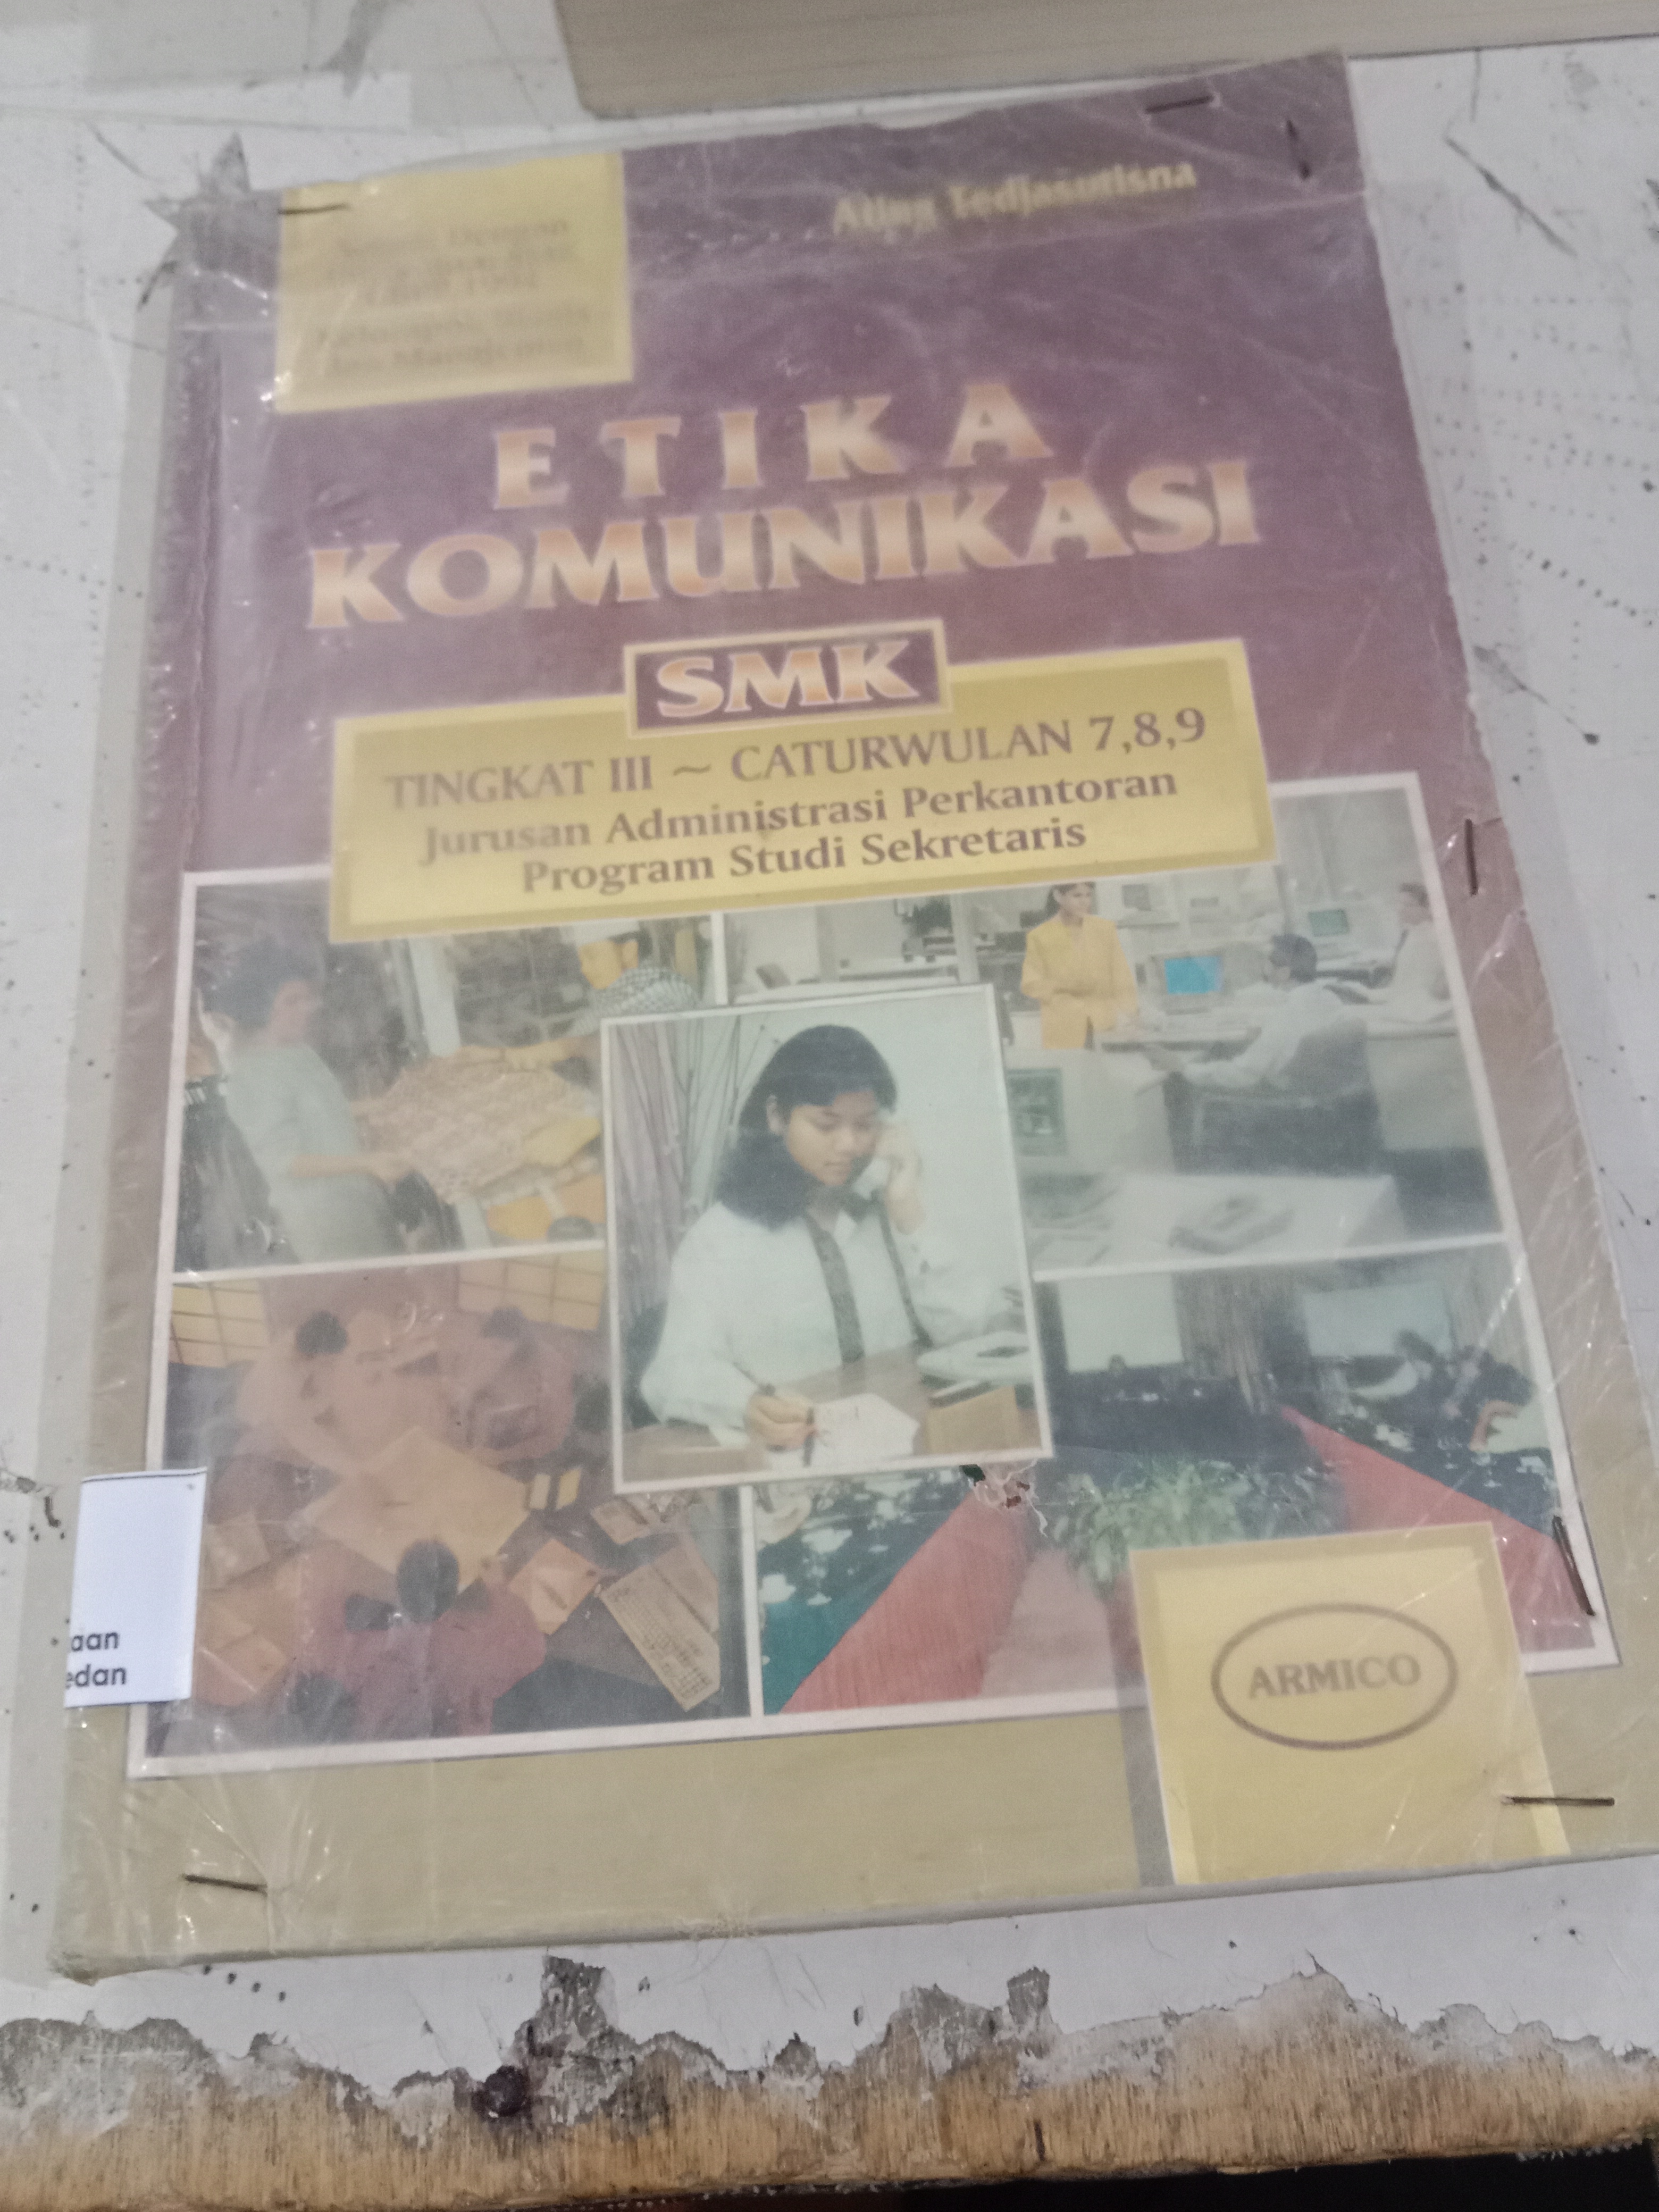 Ating Tedjasutisna
ETIKA
KOMUNIKASI
SMK
TINGKAT III ~ CATURWULAN 7,8,9
Jurusan Administrasi Perkantoran
Program Studi Sekretaris
aan
edan
ARMICO